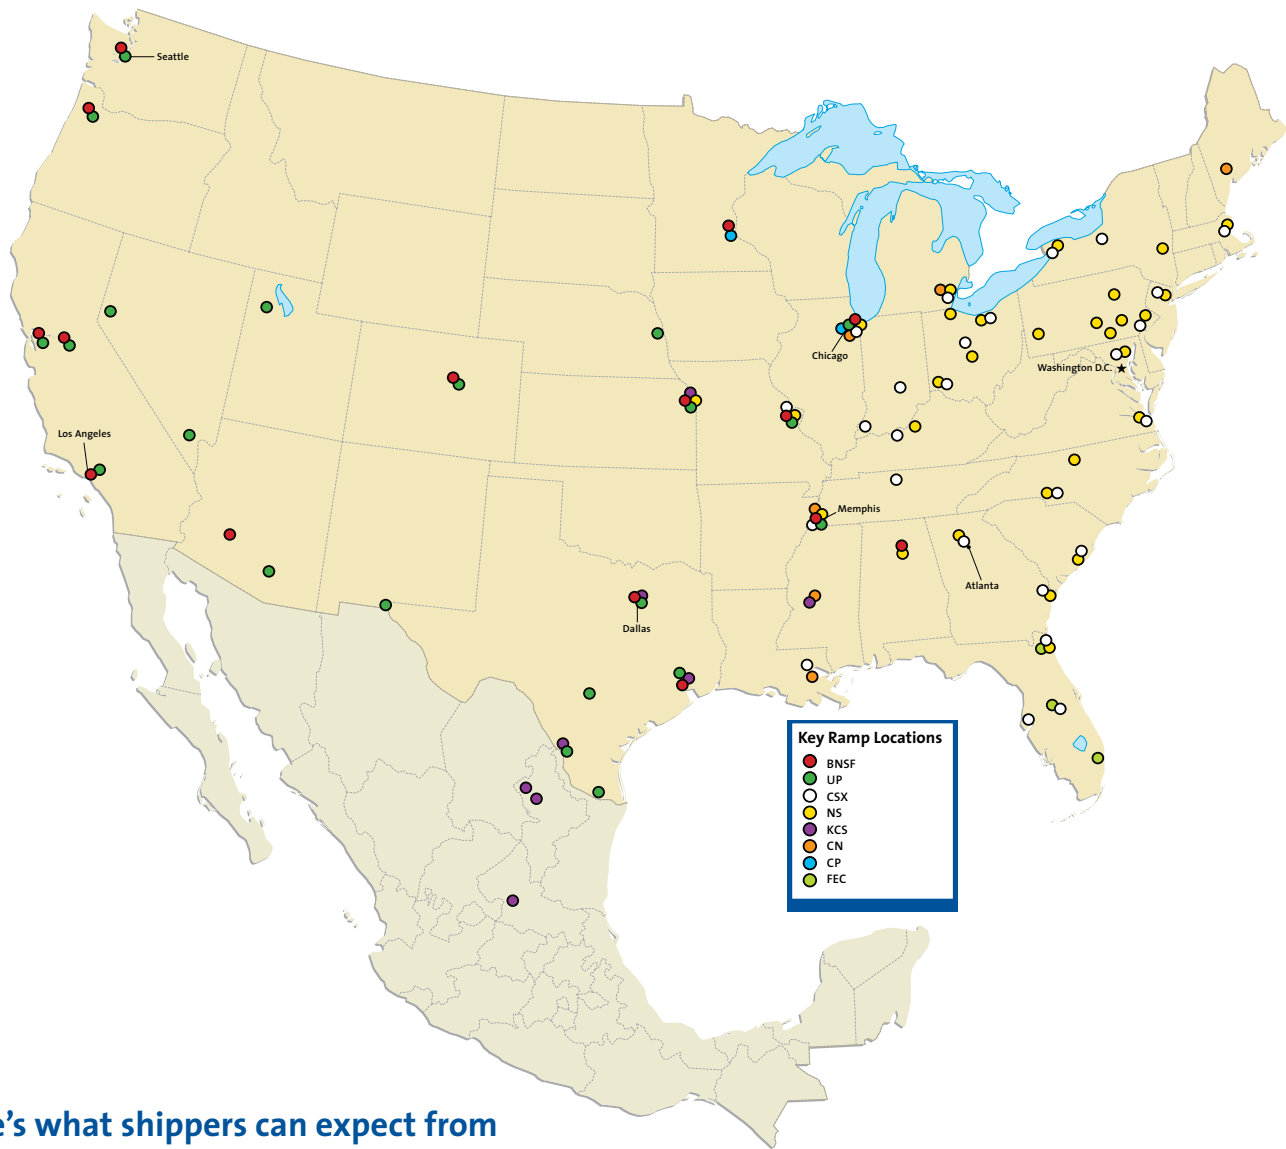 Seattle
Chicago
Washington D.C.
Los Angeles
Memphis
Atlanta
Dallas
Key Ramp Locations
BNSF
UP
CSX
NS
KCS
CN
CP
FEC
e's what shippers can expect from